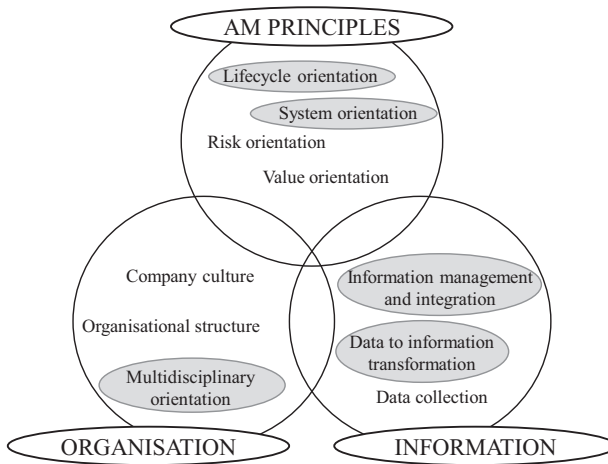 AM PRINCIPLES
Lifecycle orientation
System orientation
Risk orientation
Value orientation
Company culture
Organisational structure
Multidisciplinary
orientation
Information management
and integration
Data to information
transformation
Data collection
ORGANISATION
INFORMATION